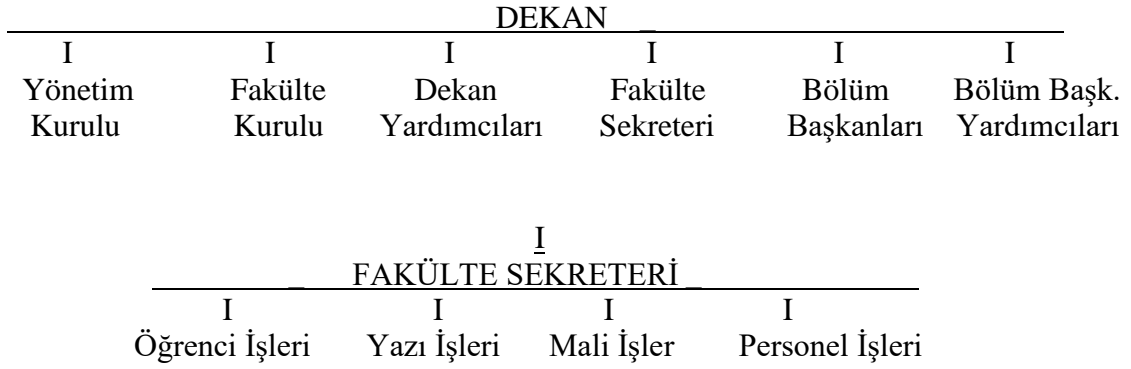 DEKAN _
I I I I I I
Yönetim Fakülte Dekan Fakülte Bölüm Bölüm Başk.
Kurulu Kurulu Yardımcıları Sekreteri Başkanları Yardımcıları
I
_ FAKÜLTE SEKRETERİ _
I I I I
Öğrenci İşleri Yazı İşleri Mali İşler Personel İşleri